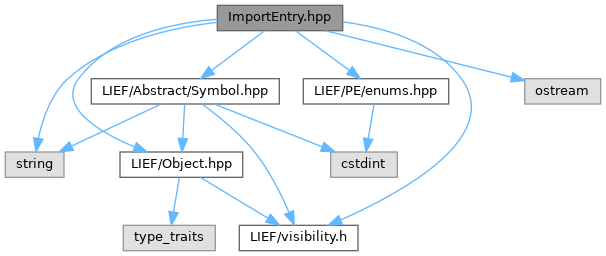 ImportEntry.hpp
LIEF/Abstract/Symbol.hpp
LIEF/PE/enums.hpp
ostream
string
LIEF/Object.hpp
cstdint
type_traits
LIEF/visibility.h